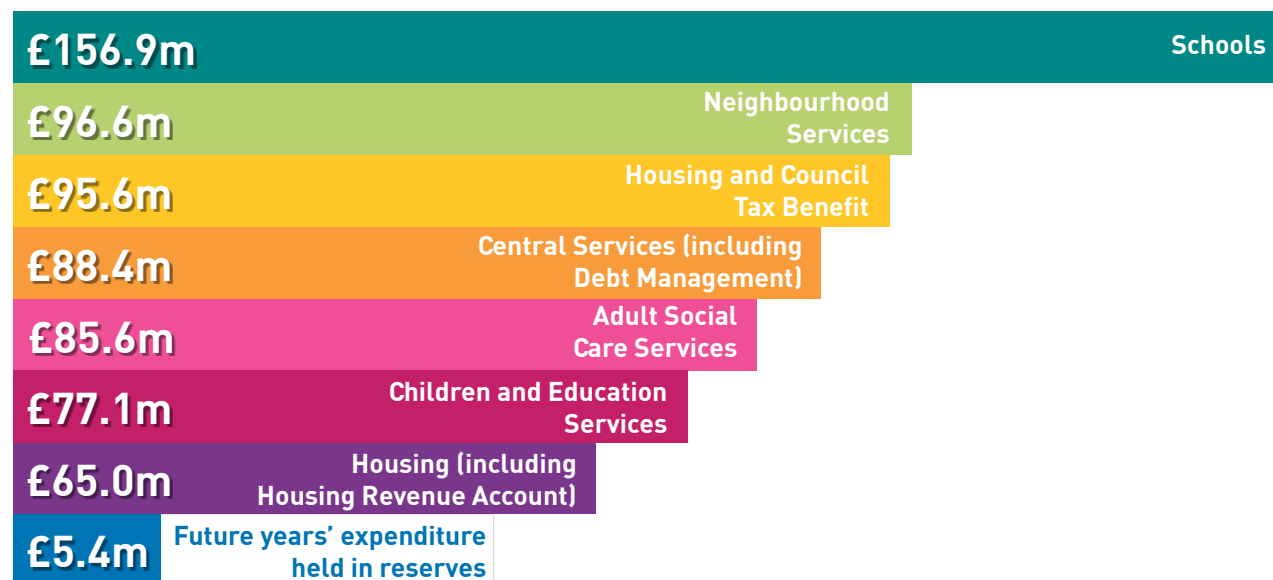 £156.9m
Schools
£96.6m
Neighbourhood
Services
£95.6m
Housing and Council
Tax Benefit
£88.4m
Central Services (including
Debt Management)
£85.6m
Adult Social
Care Services
£77.1m
Children and Education
Services
£65.0m
Housing (including
Housing Revenue Account)
£5.4m
Future years’ expenditure
held in reserves